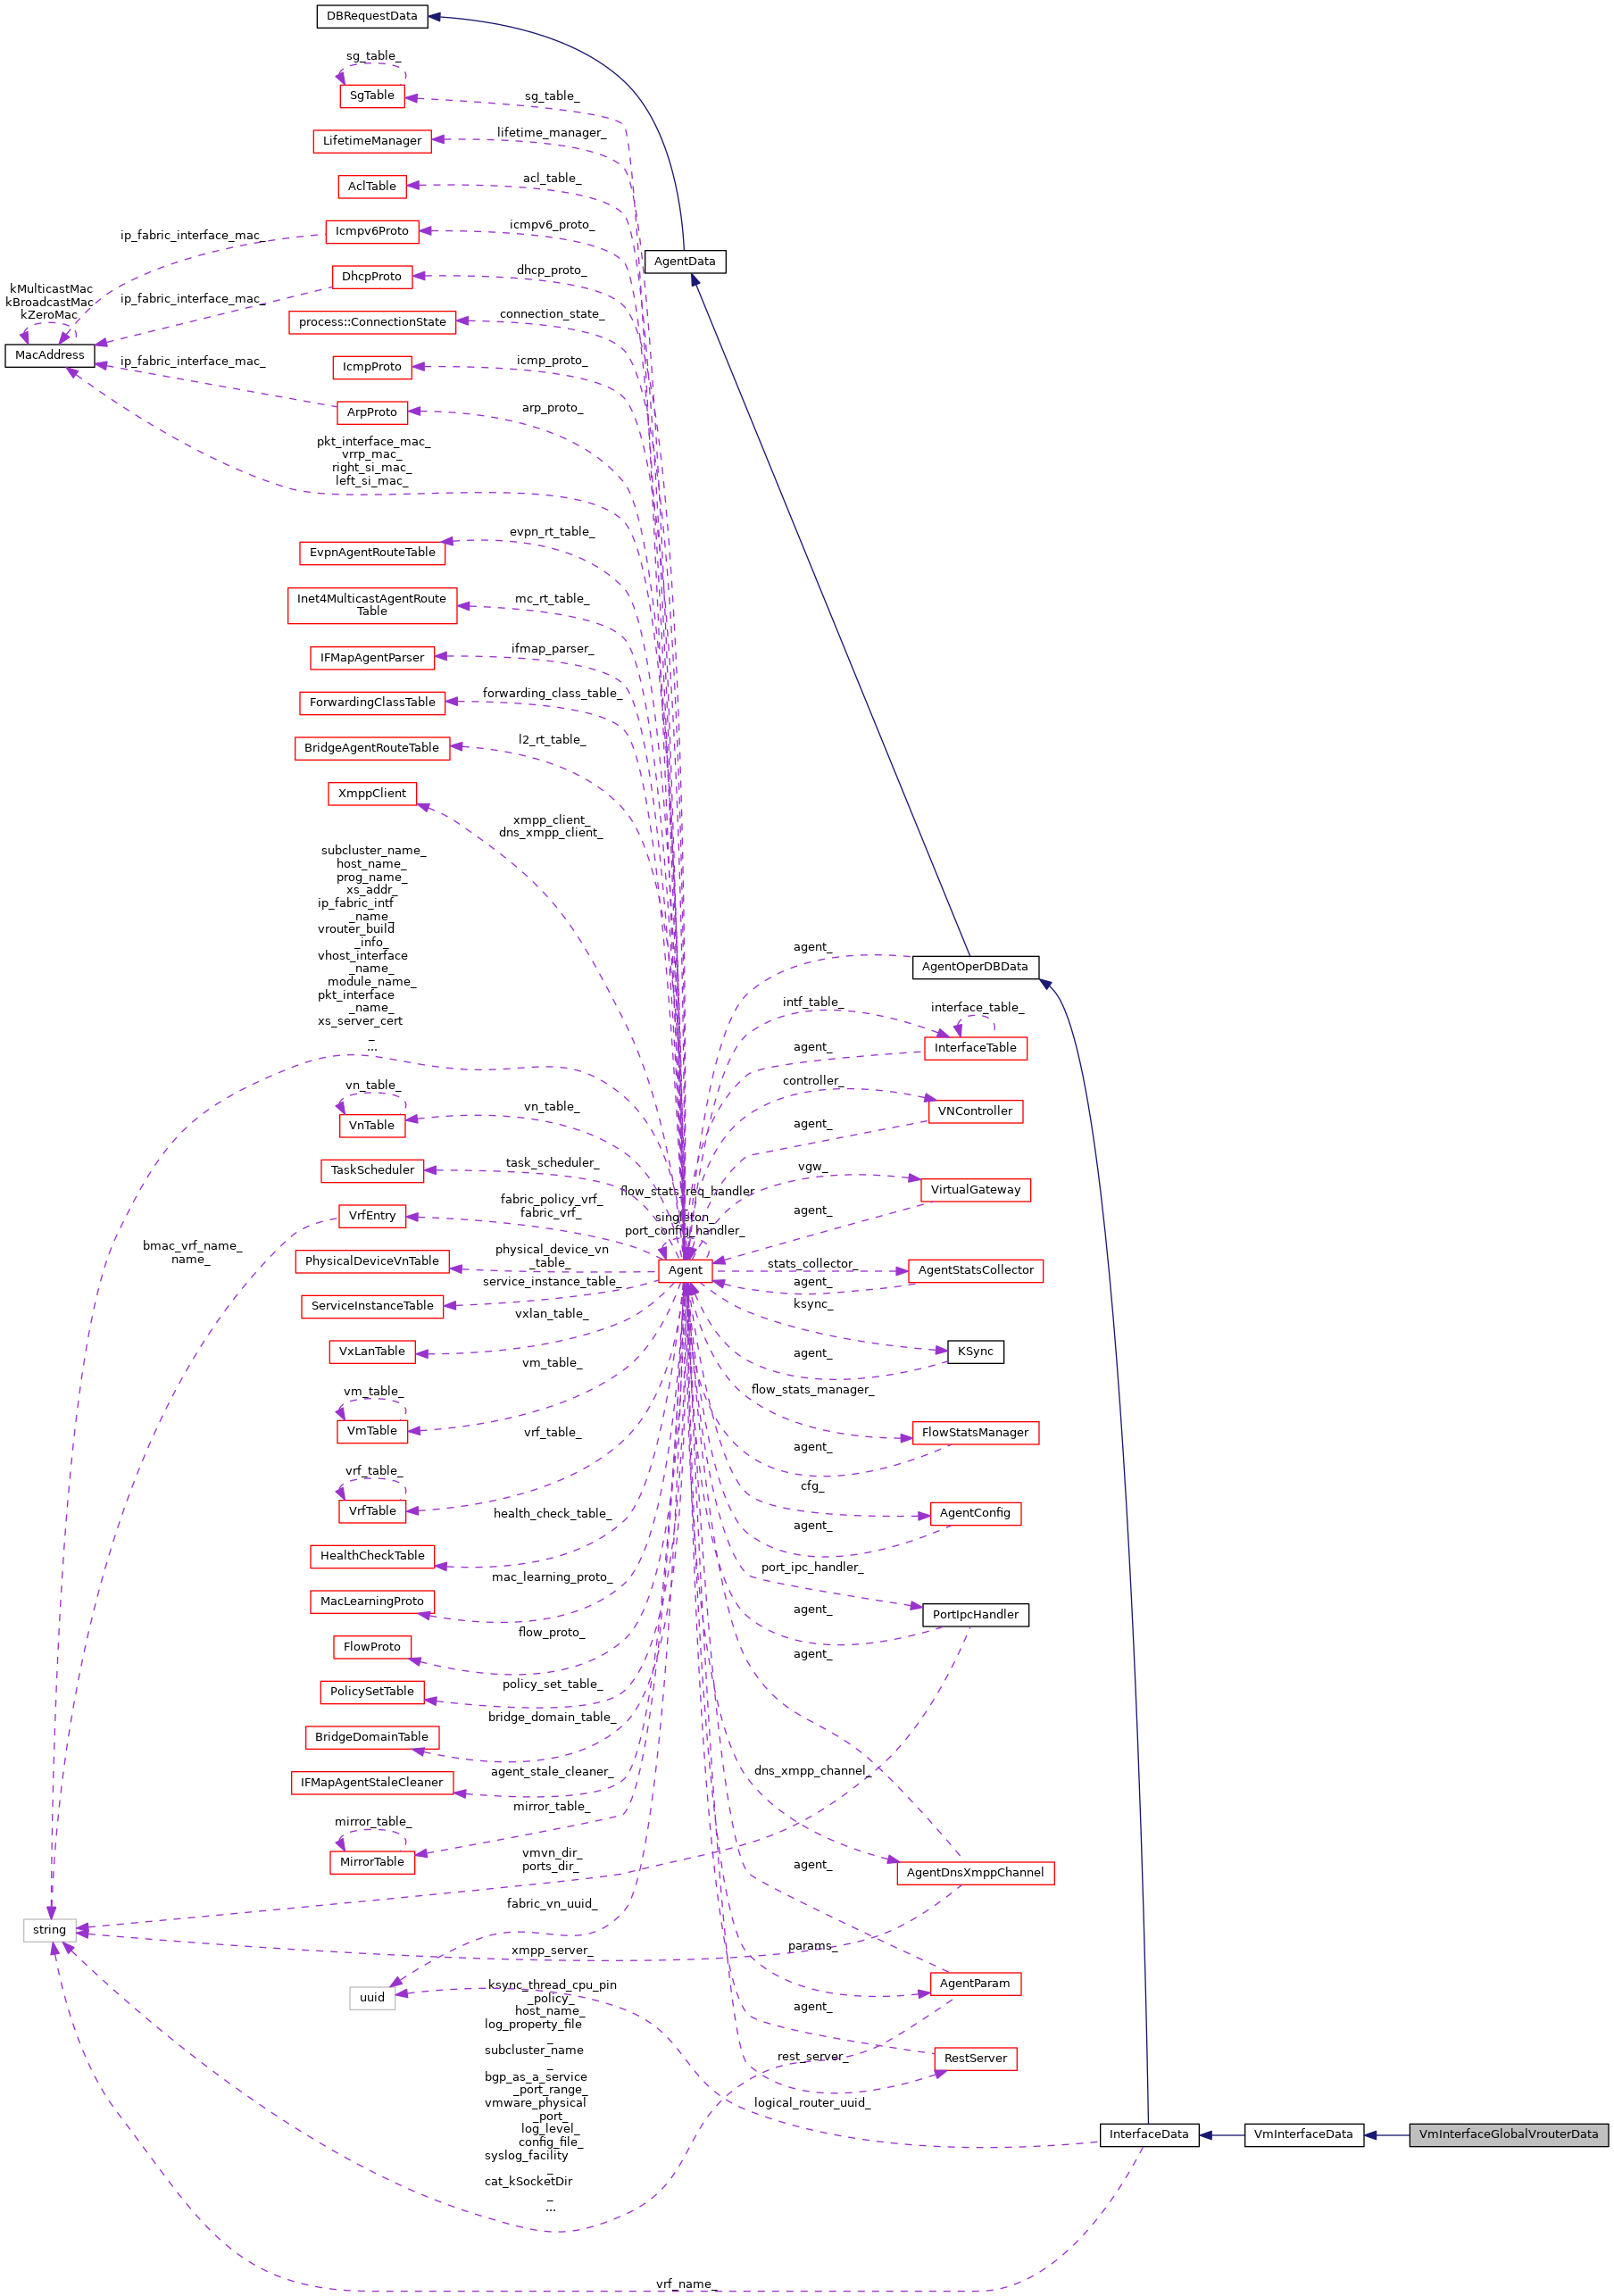 DBRequestData
sg_table_
SgTable
sg_table_
LifetimeManager
lifetime_manager_
AclTable
acl_table_
Icmpv6Proto
icmpv6_proto_
ip_fabric_interface_mac_
AgentData
DhcpProto
dhcp_proto_
kMulticastMac
kBroadcastMac
kZeroMac
ip_fabric_interface_mac_
process::ConnectionState
connection_state_
MacAddress
ip_fabric_interface_mac_
IcmpProto
icmp_proto_
ArpProto
arp_proto_
pkt_interface_mac_
vrrp_mac_
right_si_mac_
left_si_mac_
EvpnAgentRouteTable
evpn_rt_table_
Inet4MulticastAgentRoute
Table
mc_rt_table_
IFMapAgentParser
ifmap_parser_
ForwardingClassTable
forwarding_class_table_
BridgeAgentRouteTable
l2_rt_table_
XmppClient
xmpp_client_
dns_xmpp_client_
subcluster_name_
host_name_
prog_name_
xs_addr_
ip_fabric_intf
_name_
vrouter_build
_info_
vhost_interface
_name_
module_name_
pkt_interface
_name_
xs_server_cert
_
...
agent_
AgentOperDBData
intf_table_
interface_table_
InterfaceTable
agent_
controller_
VNController
agent_
vn_table_
VnTable
vn_table_
TaskScheduler
task_scheduler_
vgw_
VirtualGateway
agent_
flow_stats_req_handler
_
singleton_
port_config_handler_
VrfEntry
fabric_policy_vrf_
fabric_vrf_
bmac_vrf_name_
name_
PhysicalDeviceVnTable
physical_device_vn
_table_
Agent
stats_collector_
AgentStatsCollector
agent_
service_instance_table_
ServiceInstanceTable
ksync_
vxlan_table_
VxLanTable
KSync
agent_
vm_table_
vm_table_
VmTable
flow_stats_manager_
FlowStatsManager
agent_
vrf_table_
vrf_table_
VrfTable
cfg_
AgentConfig
agent_
health_check_table_
HealthCheckTable
port_ipc_handler_
PortIpcHandler
agent_
mac_learning_proto_
MacLearningProto
flow_proto_
FlowProto
agent_
policy_set_table_
PolicySetTable
bridge_domain_table_
BridgeDomainTable
agent_stale_cleaner_
IFMapAgentStaleCleaner
dns_xmpp_channel_
mirror_table_
mirror_table_
MirrorTable
vmvn_dir_
ports_dir_
AgentDnsXmppChannel
agent_
fabric_vn_uuid_
string
xmpp_server_
params_
AgentParam
uuid
agent_
ksync_thread_cpu_pin
_policy_
host_name_
log_property_file
_
subcluster_name
_
bgp_as_a_service
_port_range_
vmware_physical
_port_
log_level_
config_file_
syslog_facility
_
cat_kSocketDir
_
...
rest_server_
RestServer
logical_router_uuid_
InterfaceData
VmInterfaceData
VmInterfaceGlobalVrouterData
vrf_name_